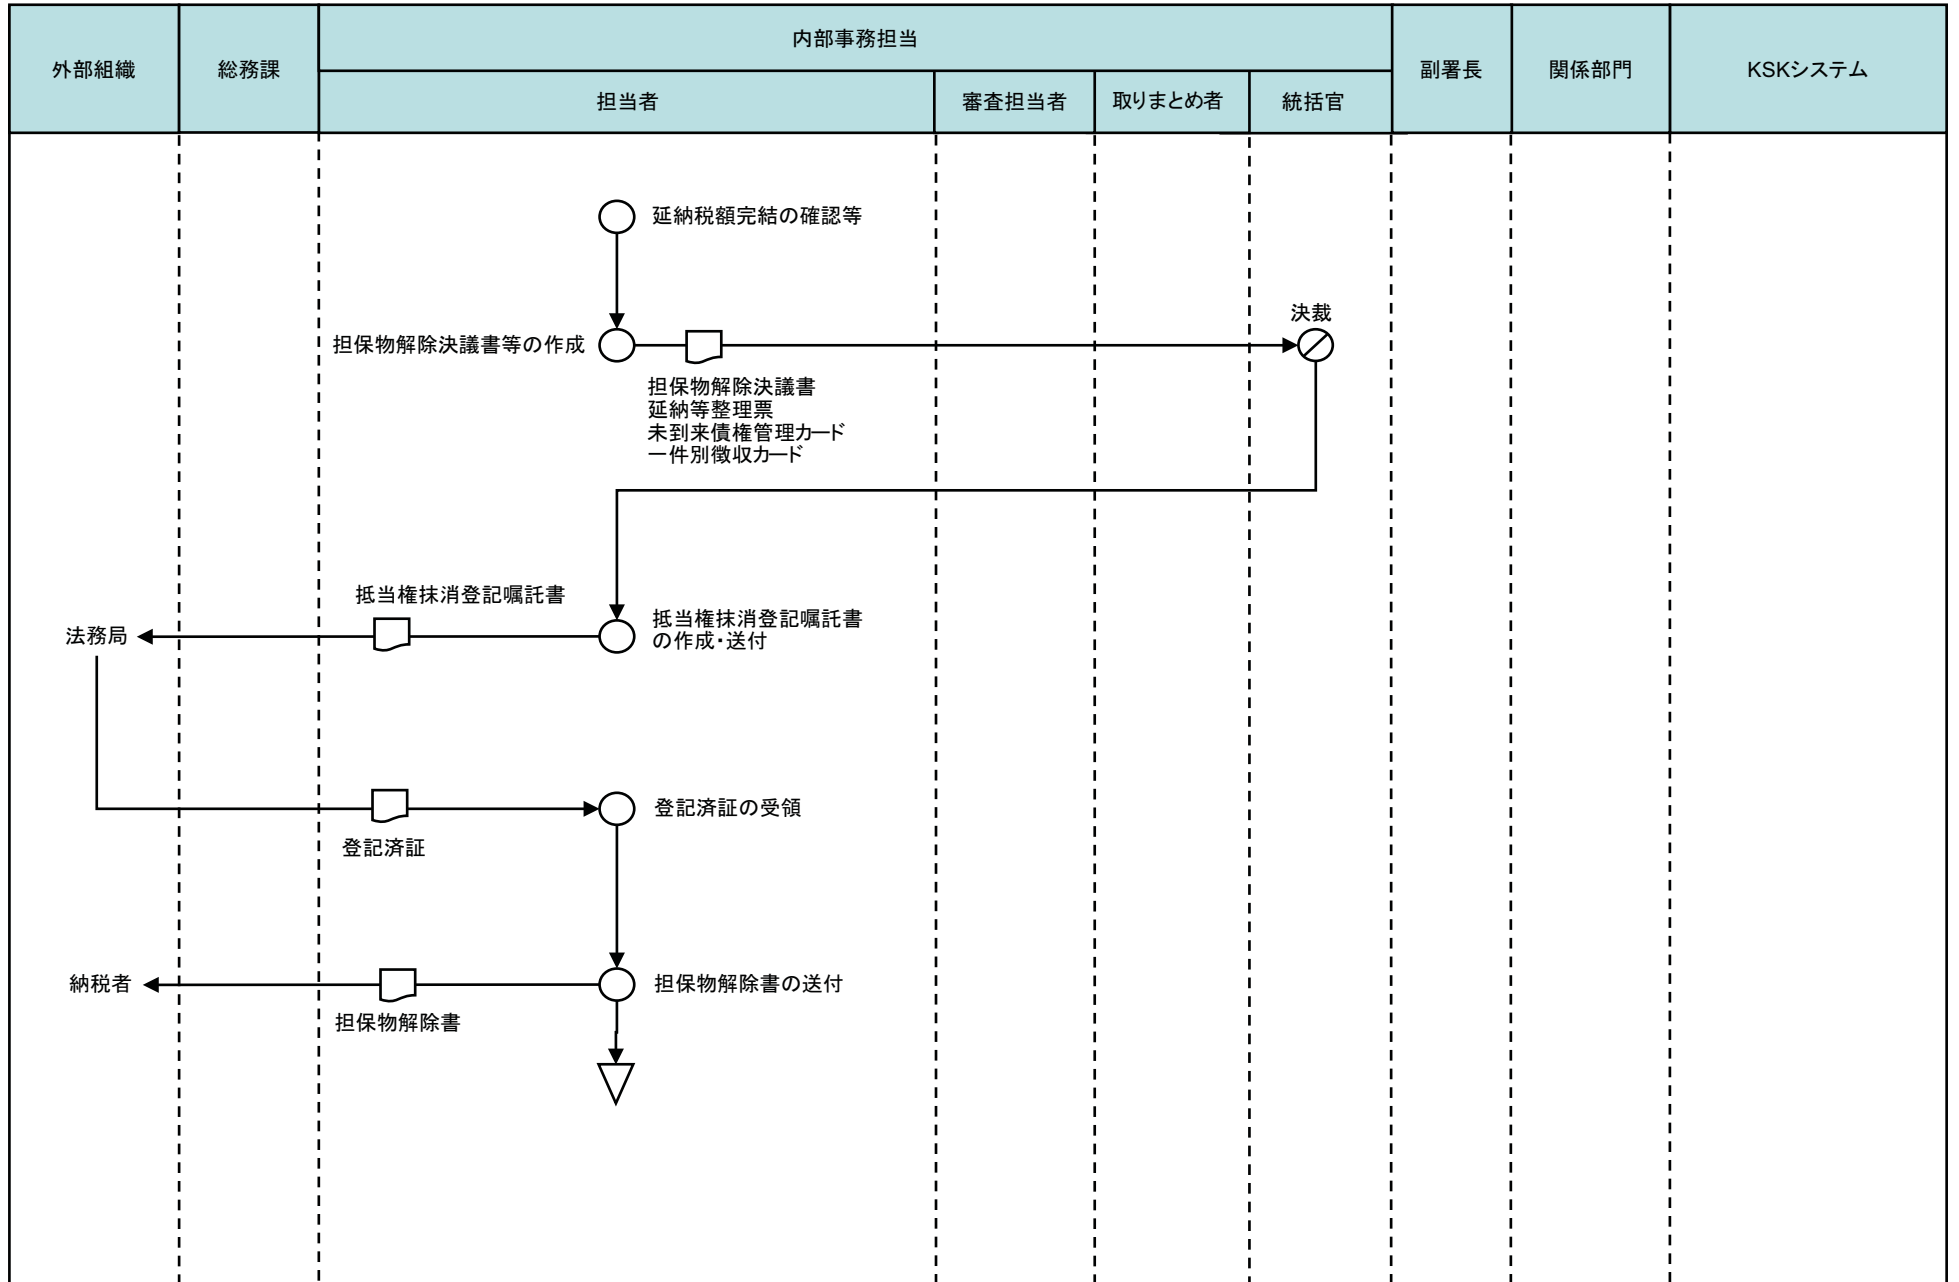 外部組織
総務課
内部事務担当
担当者
審査担当者
取りまとめ者
統括官
副署長
関係部門
KSKシステム
延納税額完結の確認等
決裁
担保物解除決議書等の作成
担保物解除決議書
延納等整理票
未到来債権管理カード
一件別徴収カード
抵当権抹消登記嘱託書
法務局
抵当権抹消登記嘱託書
の作成・送付
登記済証の受領
登記済証
納税者
担保物解除書の送付
担保物解除書